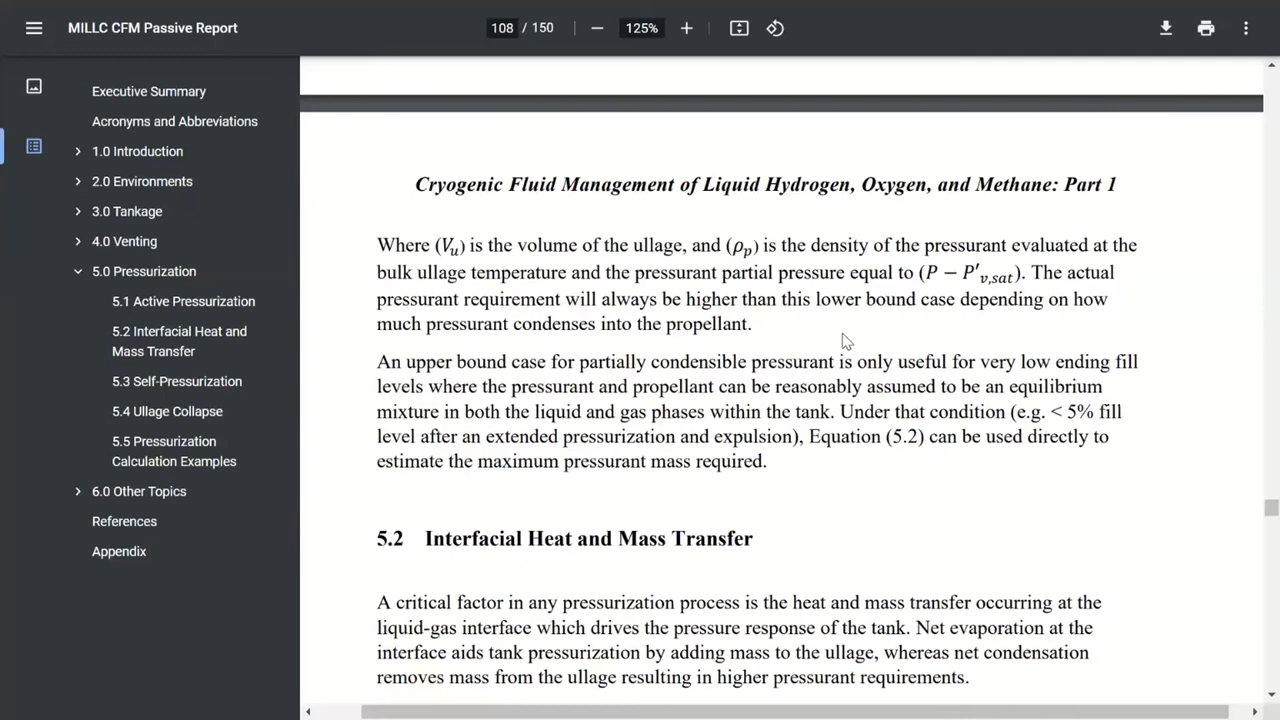 MILLC CFM Passive Report
108 / 150
125%
Executive Summary
Acronyms and Abbreviations
1.0 Introduction
2.0 Environments
3.0 Tankage
4.0 Venting
5.0 Pressurization
5.1 Active Pressurization
5.2 Interfacial Heat and
Mass Transfer
5.3 Self-Pressurization
5.4 Ullage Collapse
5.5 Pressurization
Calculation Examples
6.0 Other Topics
References
Appendix
Cryogenic Fluid Management of Liquid Hydrogen, Oxygen, and Methane: Part 1
Where (Vᵤ) is the volume of the ullage, and (ρₚ) is the density of the pressurant evaluated at the
bulk ullage temperature and the pressurant partial pressure equal to (P − P′v,sat). The actual
pressurant requirement will always be higher than this lower bound case depending on how
much pressurant condenses into the propellant.
An upper bound case for partially condensible pressurant is only useful for very low ending fill
levels where the pressurant and propellant can be reasonably assumed to be an equilibrium
mixture in both the liquid and gas phases within the tank. Under that condition (e.g. < 5% fill
level after an extended pressurization and expulsion), Equation (5.2) can be used directly to
estimate the maximum pressurant mass required.
5.2 Interfacial Heat and Mass Transfer
A critical factor in any pressurization process is the heat and mass transfer occurring at the
liquid-gas interface which drives the pressure response of the tank. Net evaporation at the
interface aids tank pressurization by adding mass to the ullage, whereas net condensation
removes mass from the ullage resulting in higher pressurant requirements.